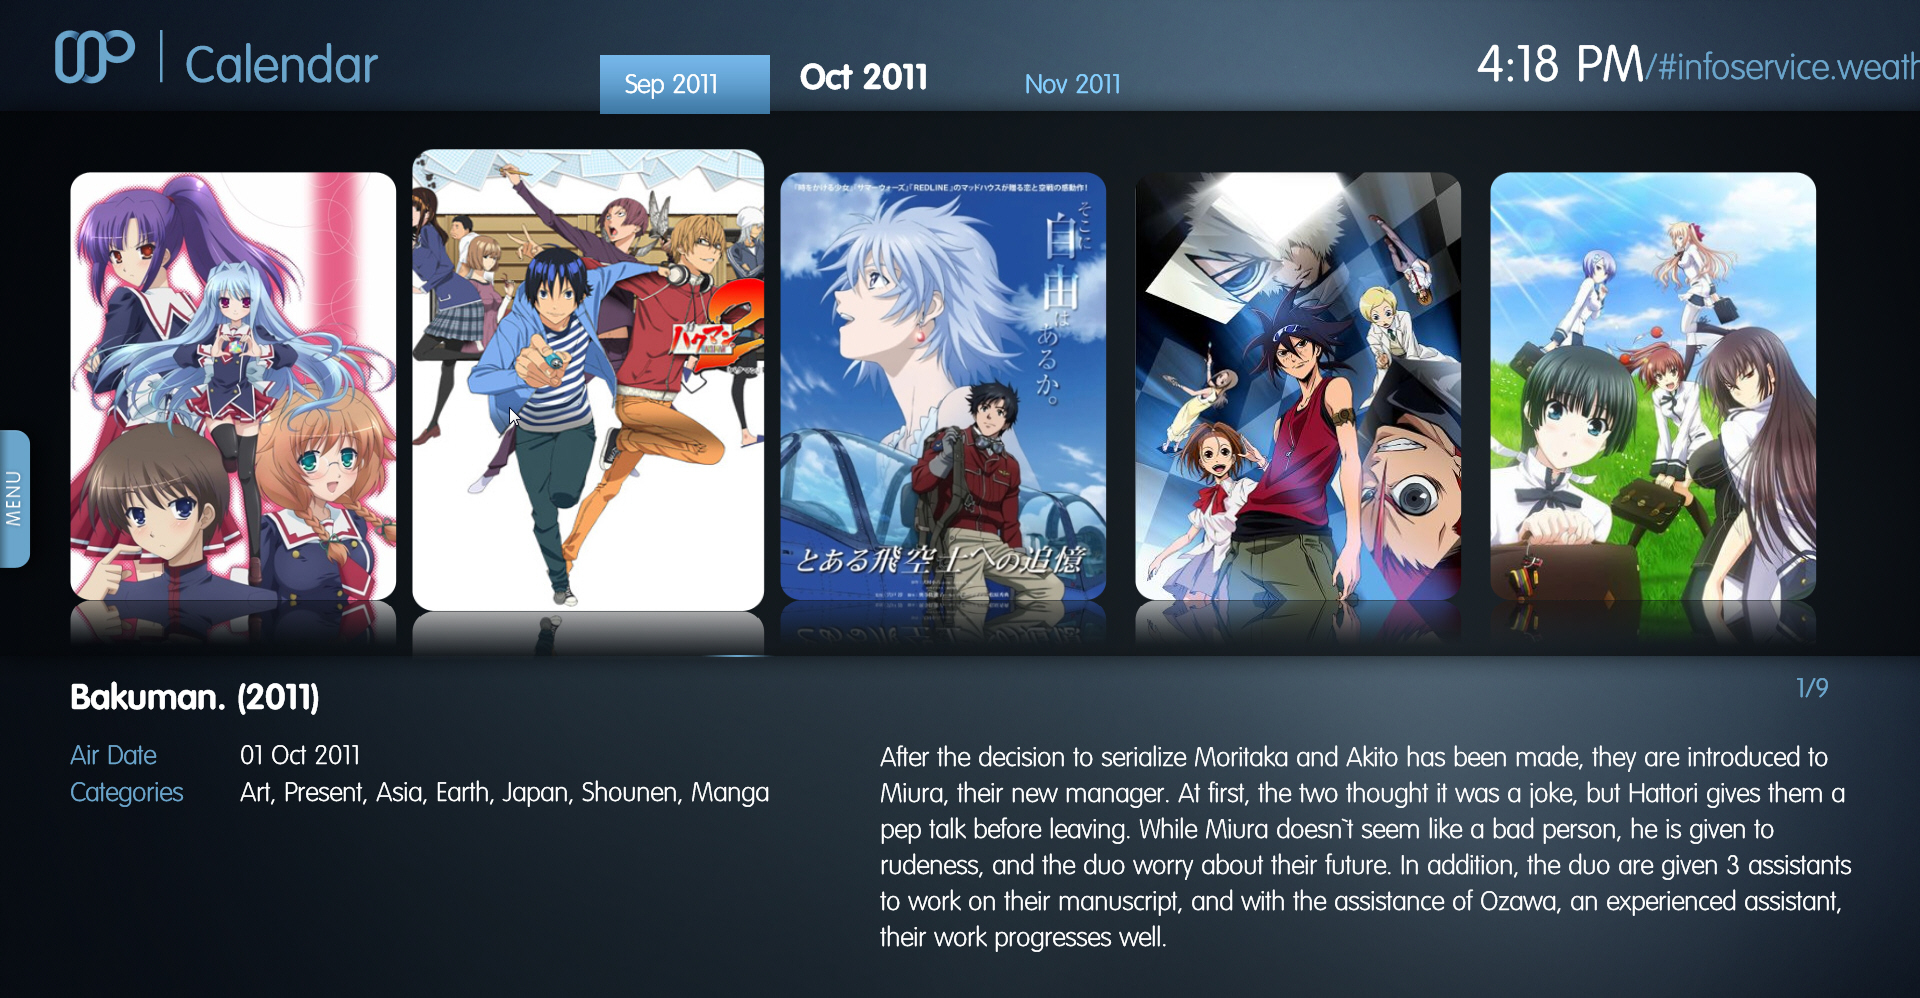 Calendar
Sep 2011
Oct 2011
Nov 2011
4:18 PM/#infoservice.weath
MENU
バクマン。
2
『時をかける少女』『サマーウォーズ』『REDLINE』のマッドハウスが贈る恋と空戦の感動作!
そこに
自由は
あるか。
とある飛空士への追憶
Bakuman. (2011)
1/9
Air Date
01 Oct 2011
Categories
Art, Present, Asia, Earth, Japan, Shounen, Manga
After the decision to serialize Moritaka and Akito has been made, they are introduced to
Miura, their new manager. At first, the two thought it was a joke, but Hattori gives them a
pep talk before leaving. While Miura doesn`t seem like a bad person, he is given to
rudeness, and the duo worry about their future. In addition, the duo are given 3 assistants
to work on their manuscript, and with the assistance of Ozawa, an experienced assistant,
their work progresses well.